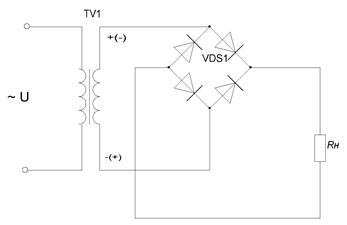 TV1
+(-)
VDS1
~ U
-(+)
Rн